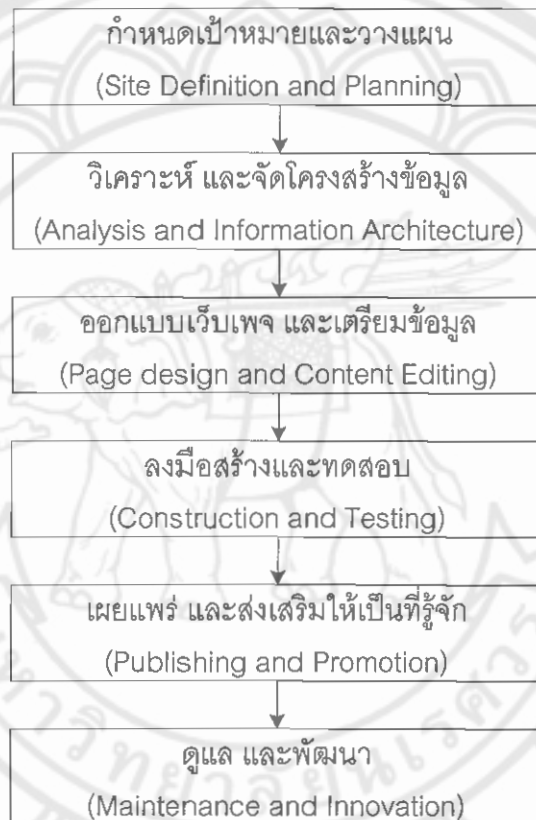 กำหนดเป้าหมายและวางแผน
(Site Definition and Planning)
วิเคราะห์ และจัดโครงสร้างข้อมูล
(Analysis and Information Architecture)
ออกแบบเว็บเพจ และเตรียมข้อมูล
(Page design and Content Editing)
ลงมือสร้างและทดสอบ
(Construction and Testing)
เผยแพร่ และส่งเสริมให้เป็นที่รู้จัก
(Publishing and Promotion)
ดูแล และพัฒนา
(Maintenance and Innovation)